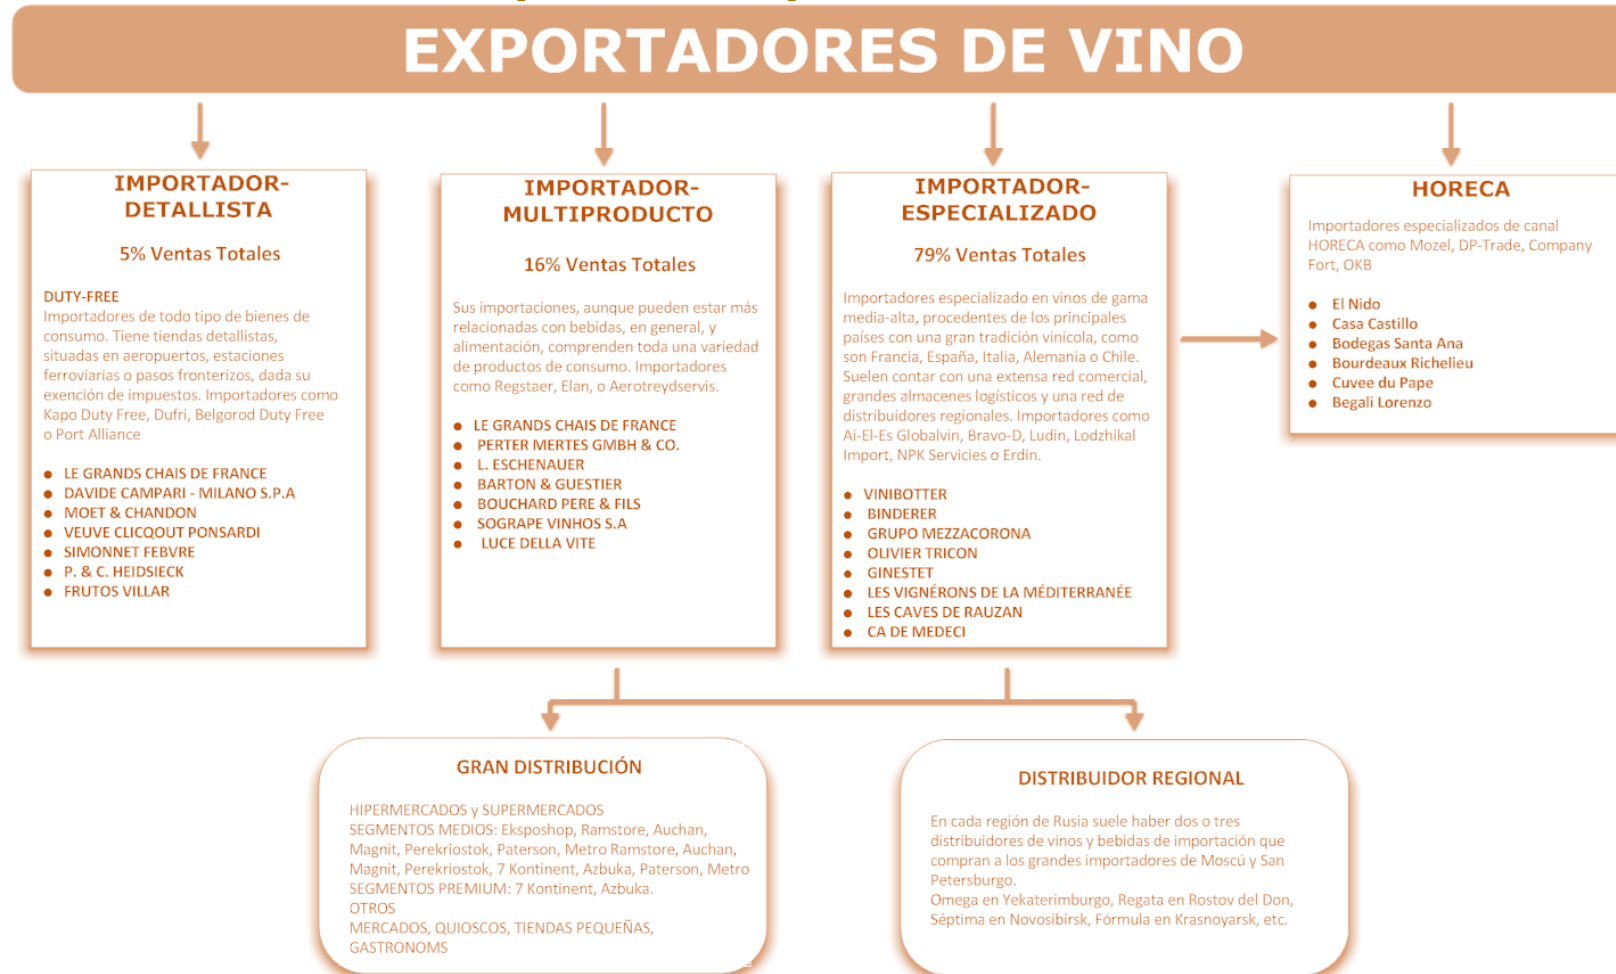 EXPORTADORES DE VINO
IMPORTADOR-
DETALLISTA
5% Ventas Totales
DUTY-FREE
Importadores de todo tipo de bienes de
consumo. Tiene tiendas detallistas,
situadas en aeropuertos, estaciones
ferroviarias o pasos fronterizos, dada su
exención de impuestos. Importadores como
Kapo Duty Free, Dufri, Belgorod Duty Free
o Port Alliance
● LE GRANDS CHAIS DE FRANCE
● DAVIDE CAMPARI - MILANO S.P.A
● MOET & CHANDON
● VEUVE CLICQOUT PONSARDI
● SIMONNET FEBVRE
● P. & C. HEIDSIECK
● FRUTOS VILLAR
IMPORTADOR-
MULTIPRODUCTO
16% Ventas Totales
Sus importaciones, aunque pueden estar más
relacionadas con bebidas, en general, y
alimentación, comprenden toda una variedad
de productos de consumo. Importadores
como Regstaer, Elan, o Aerotreydservis.
● LE GRANDS CHAIS DE FRANCE
● PERTER MERTES GMBH & CO.
● L. ESCHENAUER
● BARTON & GUESTIER
● BOUCHARD PERE & FILS
● SOGRAPE VINHOS S.A
● LUCE DELLA VITE
IMPORTADOR-
ESPECIALIZADO
79% Ventas Totales
Importadores especializado en vinos de gama
media-alta, procedentes de los principales
países con una gran tradición vinícola, como
son Francia, España, Italia, Alemania o Chile.
Suelen contar con una extensa red comercial,
grandes almacenes logísticos y una red de
distribuidores regionales. Importadores como
Ai-El-Es Globalvin, Bravo-D, Ludin, Lodzhikal
Import, NPK Servicies o Erdin.
● VINIBOTTER
● BINDERER
● GRUPO MEZZACORONA
● OLIVIER TRICON
● GINESTET
● LES VIGNÉRONS DE LA MÉDITERRANÉE
● LES CAVES DE RAUZAN
● CA DE MEDECI
HORECA
Importadores especializados de canal
HORECA como Mozel, DP-Trade, Company
Fort, OKB
● El Nido
● Casa Castillo
● Bodegas Santa Ana
● Bourdeaux Richelieu
● Cuvee du Pape
● Begali Lorenzo
GRAN DISTRIBUCIÓN
HIPERMERCADOS y SUPERMERCADOS
SEGMENTOS MEDIOS: Eksposhop, Ramstore, Auchan,
Magnit, Perekriostok, Paterson, Metro Ramstore, Auchan,
Magnit, Perekriostok, 7 Kontinent, Azbuka, Paterson, Metro
SEGMENTOS PREMIUM: 7 Kontinent, Azbuka.
OTROS
MERCADOS, QUIOSCOS, TIENDAS PEQUEÑAS,
GASTRONOMS
DISTRIBUIDOR REGIONAL
En cada región de Rusia suele haber dos o tres
distribuidores de vinos y bebidas de importación que
compran a los grandes importadores de Moscú y San
Petersburgo.
Omega en Yekaterimburgo, Regata en Rostov del Don,
Séptima en Novosibirsk, Fórmula en Krasnoyarsk, etc.